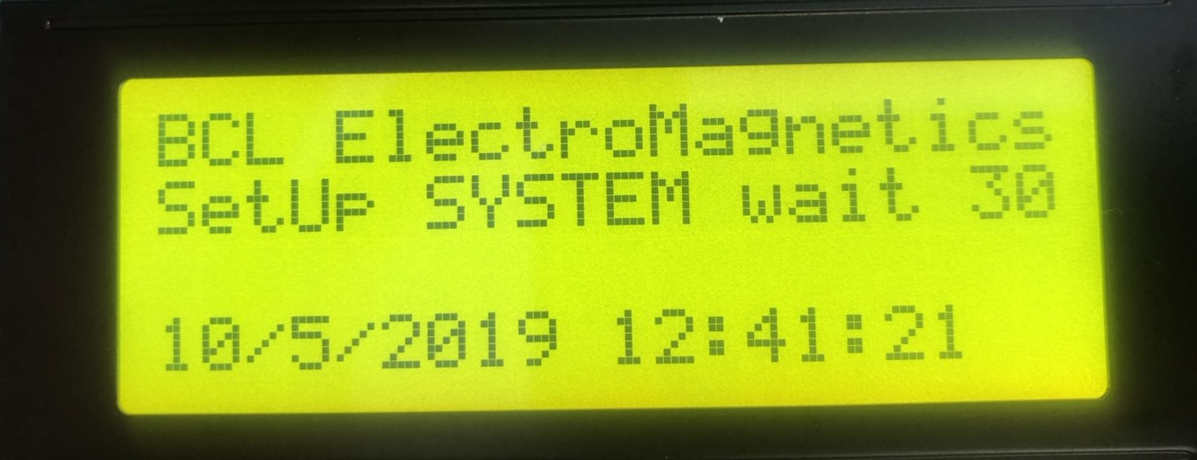 BCL ElectroMagnetics
SetUp SYSTEM wait 30
10/5/2019 12:41:21